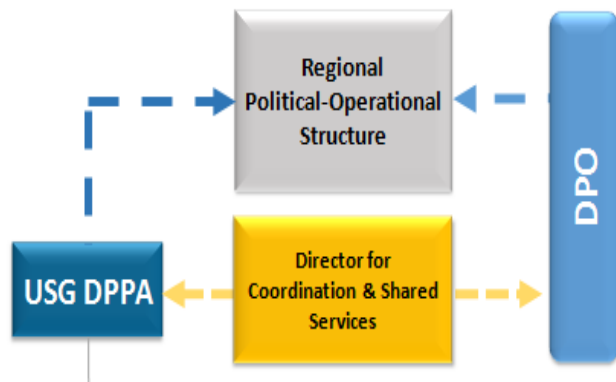 Regional
Political-Operational
Structure
DPO
USG DPPA
Director for
Coordination & Shared
Services